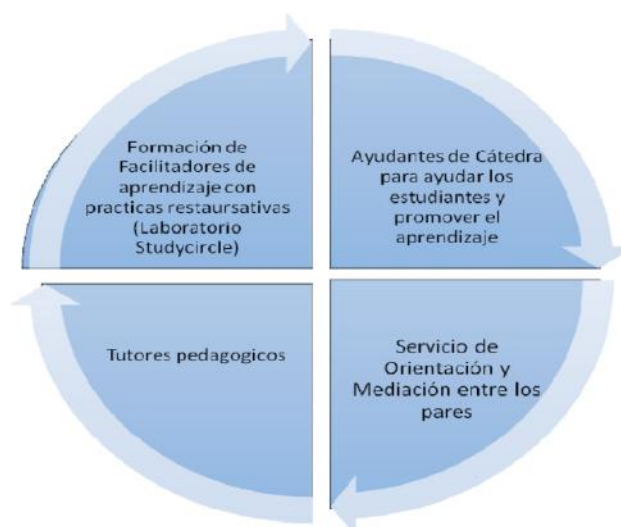 Formación de
Facilitadores de
aprendizaje con
practicas restaursativas
(Laboratorio
Studycircle)
Ayudantes de Cátedra
para ayudar los
estudiantes y
promover el
aprendizaje
Tutores pedagogicos
Servicio de
Orientación y
Mediación entre los
pares